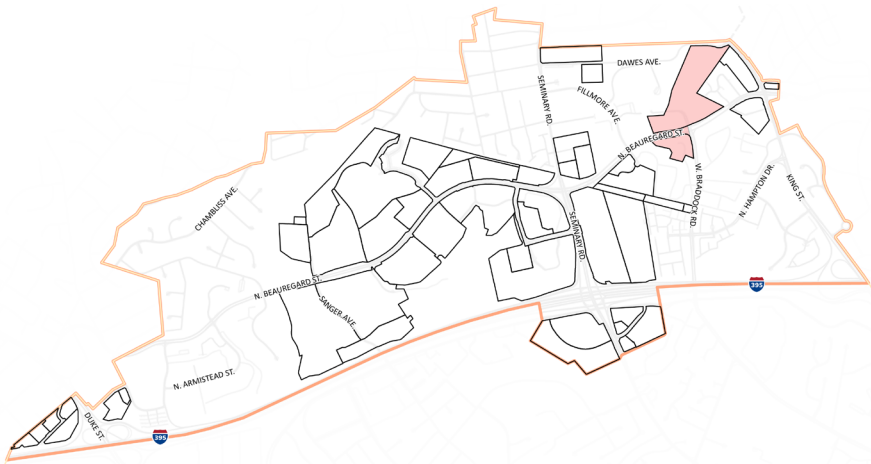 DAWES AVE.
SEMINARY RD.
FILLMORE AVE.
N. BEAUREGARD ST.
W. BRADDOCK RD.
N. HAMPTON DR.
KING ST.
CHAMBLISS AVE.
SEMINARY RD.
N. BEAUREGARD ST.
395
SANGER AVE.
N. ARMISTEAD ST.
DUKE ST.
395